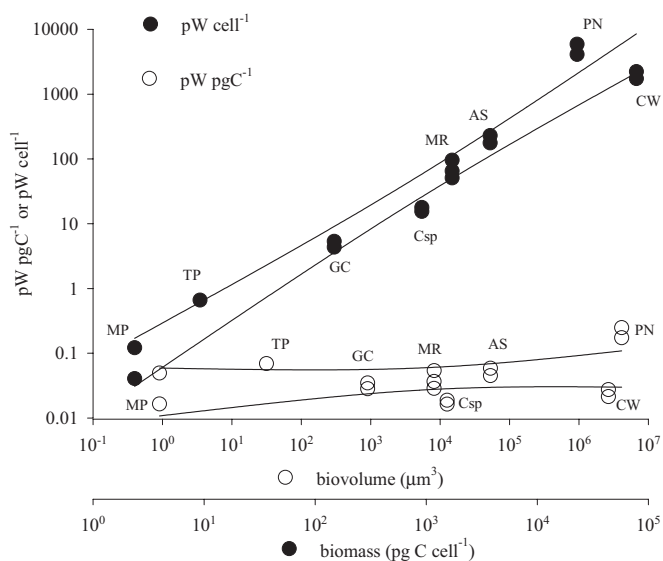 pW cell⁻¹
pW pgC⁻¹
pW pgC⁻¹ or pW cell⁻¹
10000
1000
100
10
1
0.1
0.01
PN
CW
AS
MR
Csp
GC
TP
MP
PN
AS
MR
GC
TP
MP
Csp
CW
10⁻¹ 10⁰ 10¹ 10² 10³ 10⁴ 10⁵ 10⁶ 10⁷
biovolume (µm³)
10⁰ 10¹ 10² 10³ 10⁴ 10⁵
biomass (pg C cell⁻¹)